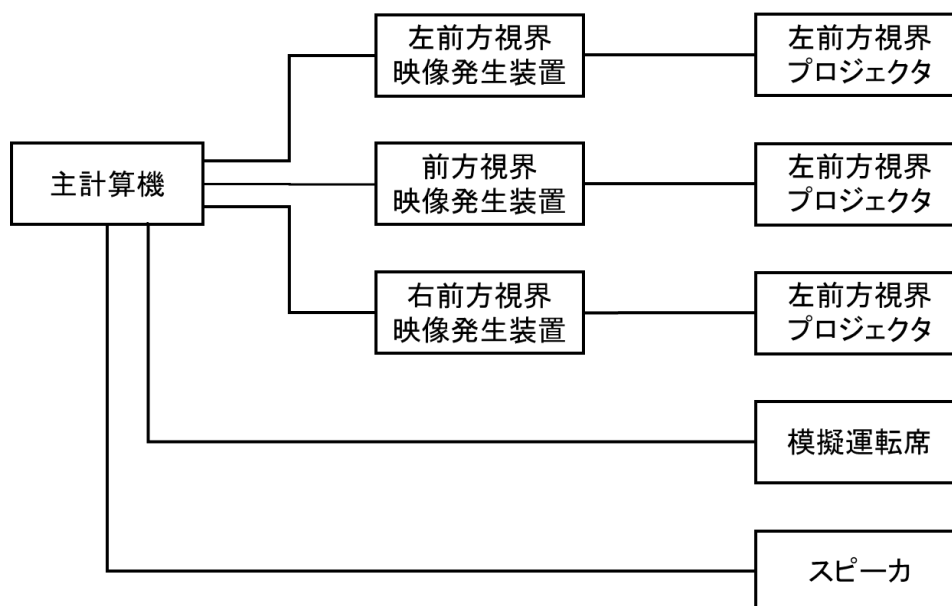 左前方視界
映像発生装置
左前方視界
プロジェクタ
主計算機
前方視界
映像発生装置
左前方視界
プロジェクタ
右前方視界
映像発生装置
左前方視界
プロジェクタ
模擬運転席
スピーカ